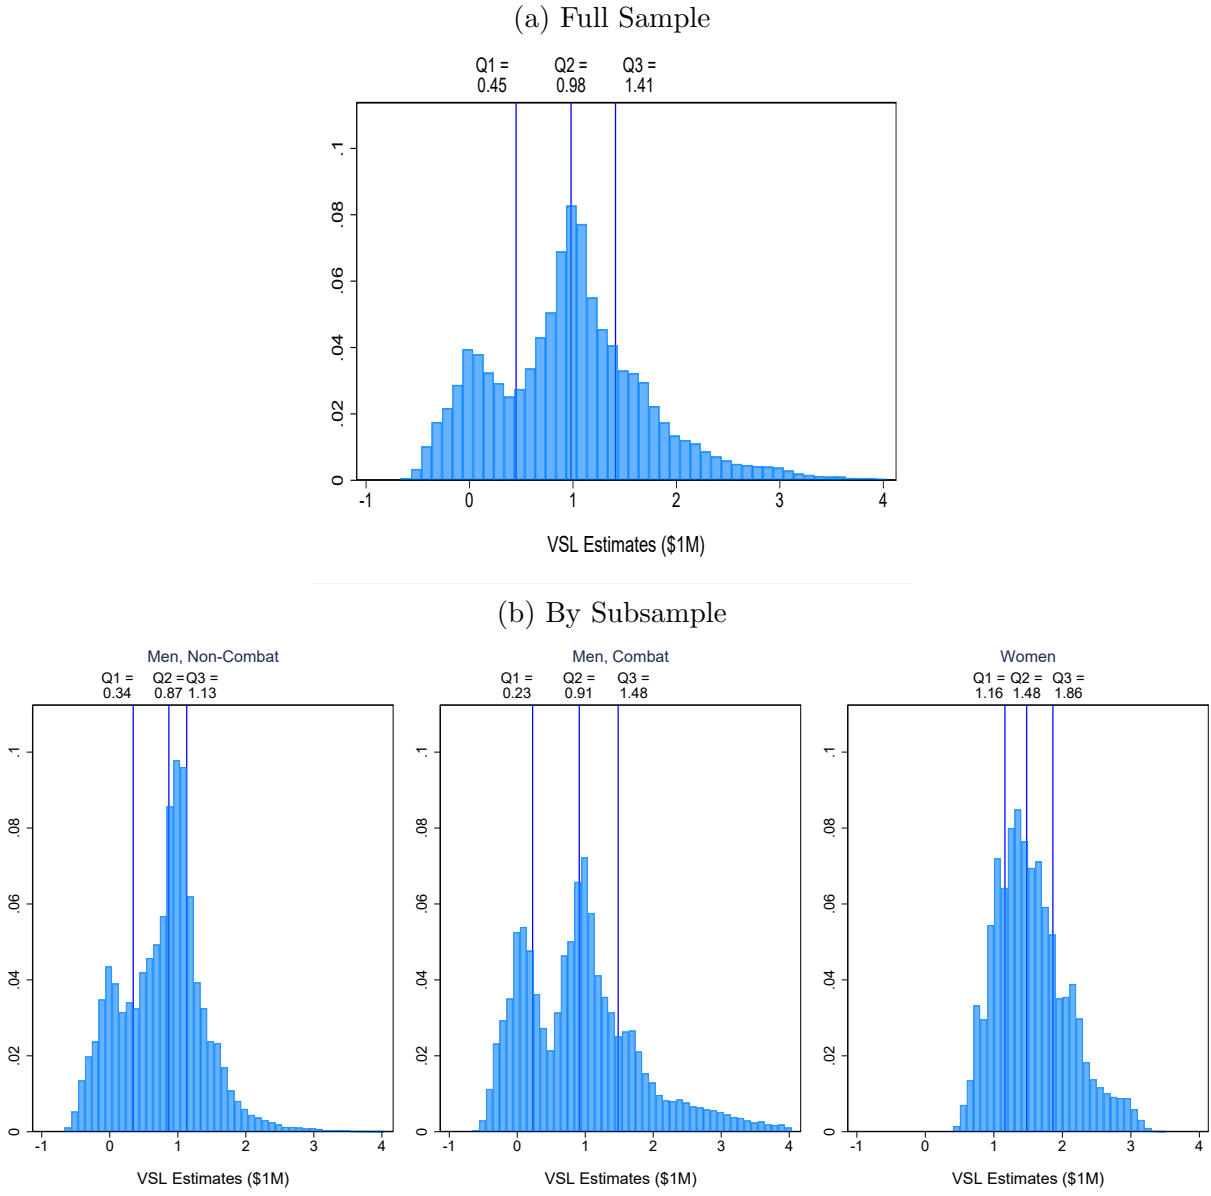 (a) Full Sample
Q1 = Q2 = Q3 =
0.45 0.98 1.41
.1
.08
.06
.04
.02
0
-1 0 1 2 3 4
VSL Estimates ($1M)
(b) By Subsample
Men, Non-Combat
Q1 = Q2 = Q3 =
0.34 0.87 1.13
.1
.08
.06
.04
.02
0
-1 0 1 2 3 4
VSL Estimates ($1M)
Men, Combat
Q1 = Q2 = Q3 =
0.23 0.91 1.48
.1
.08
.06
.04
.02
0
-1 0 1 2 3 4
VSL Estimates ($1M)
Women
Q1 = Q2 = Q3 =
1.16 1.48 1.86
.1
.08
.06
.04
.02
0
-1 0 1 2 3 4
VSL Estimates ($1M)